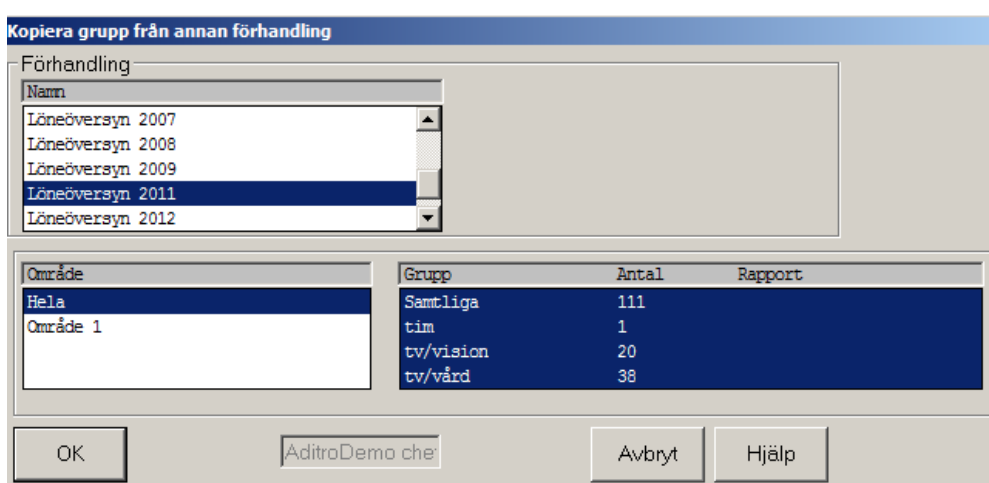 Kopiera grupp från annan förhandling
Förhandling
Namn
Löneöversyn 2007
Löneöversyn 2008
Löneöversyn 2009
Löneöversyn 2011
Löneöversyn 2012
Område
Hela
Område 1
Grupp Antal Rapport
Samtliga 111
tim 1
tv/vision 20
tv/vård 38
OK AditroDemo che Avbryt Hjälp